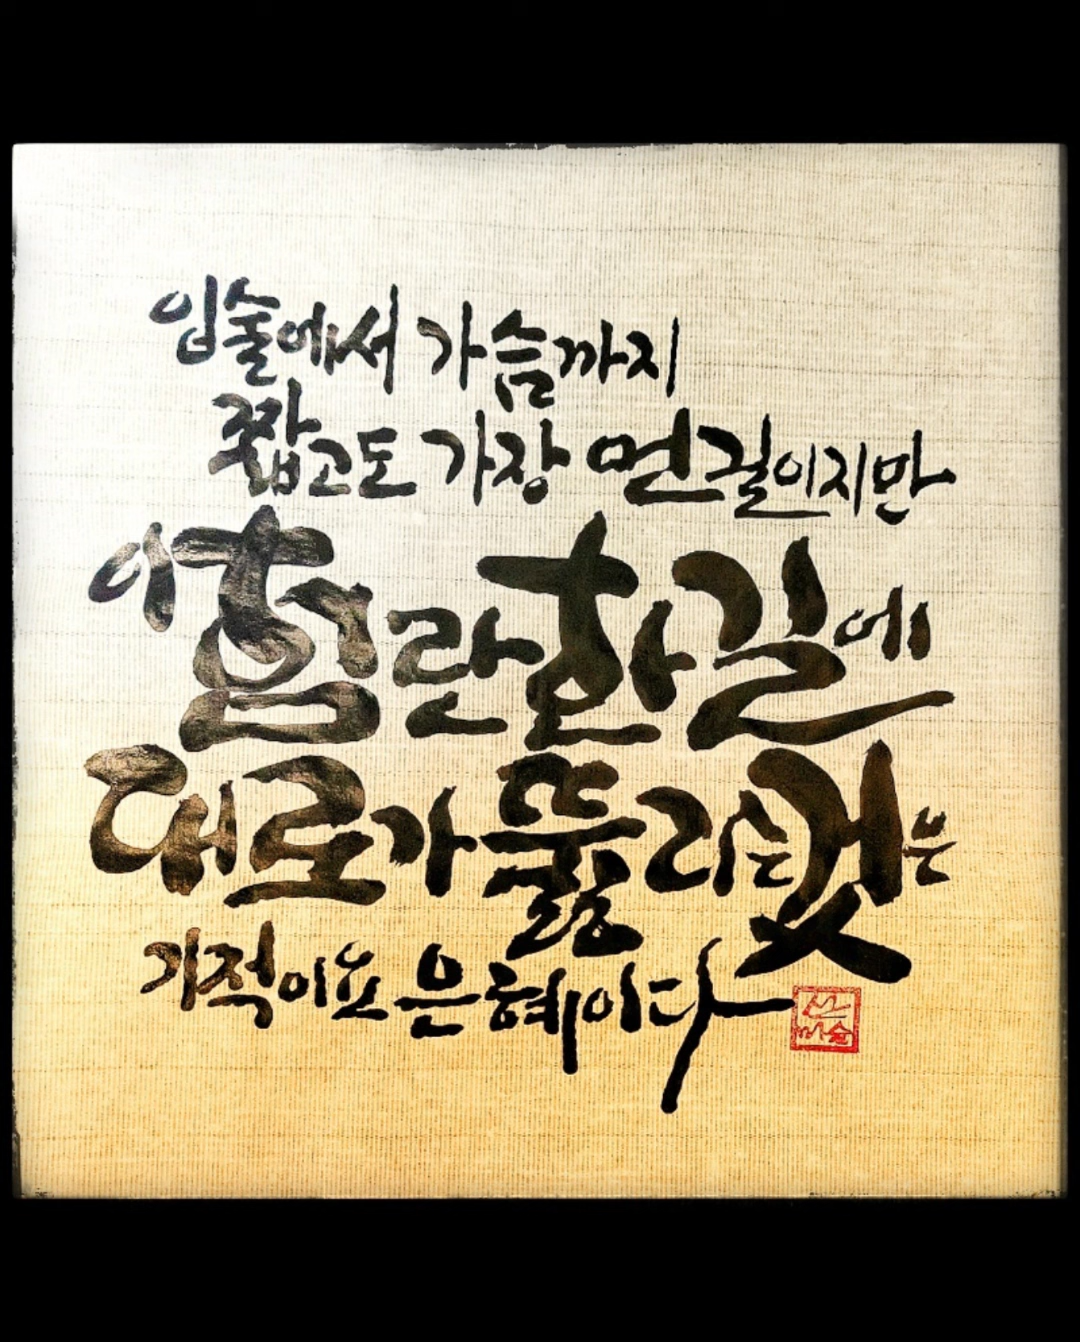 입술에서 가슴까지
짧고도 가장 먼길이지만
이 험란한 길에
대로가 뚫리는것은
기적이요 은혜이다